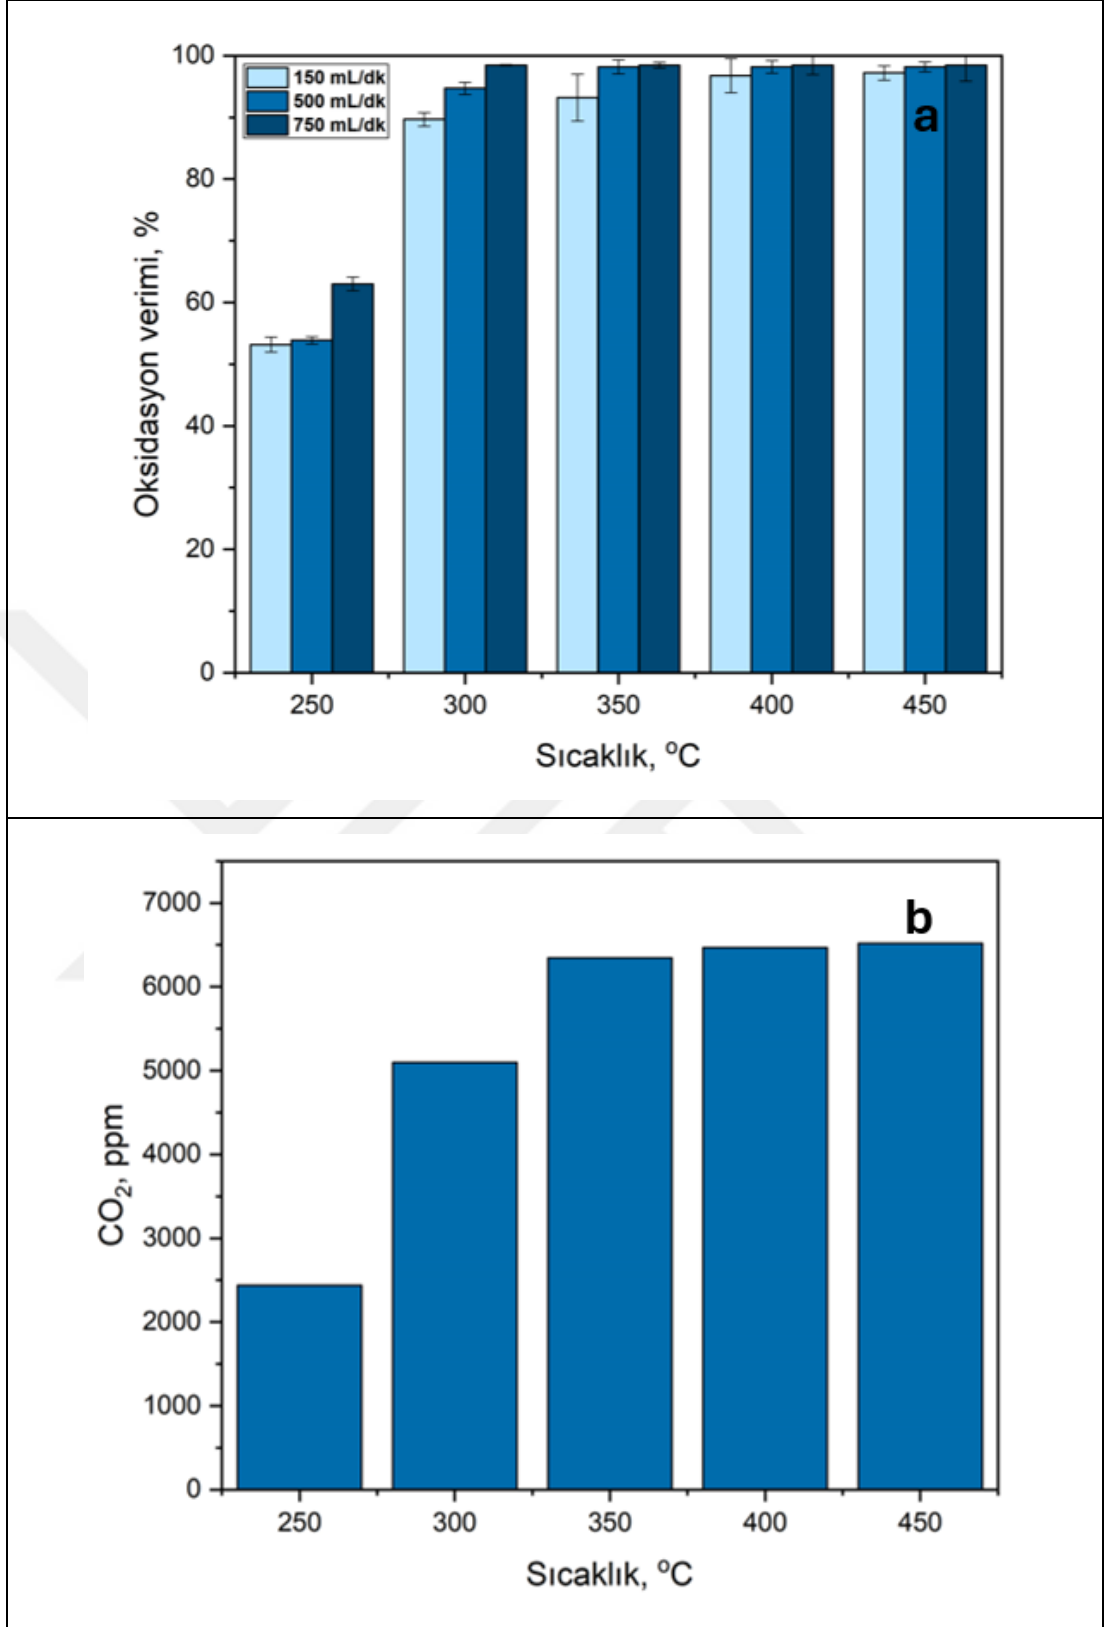 100
80
60
40
20
0
Oksidasyon verimi, %
150 mL/dk
500 mL/dk
750 mL/dk
a
250 300 350 400 450
Sıcaklık, ºC
7000
6000
5000
4000
3000
2000
1000
0
CO₂, ppm
b
250 300 350 400 450
Sıcaklık, ºC